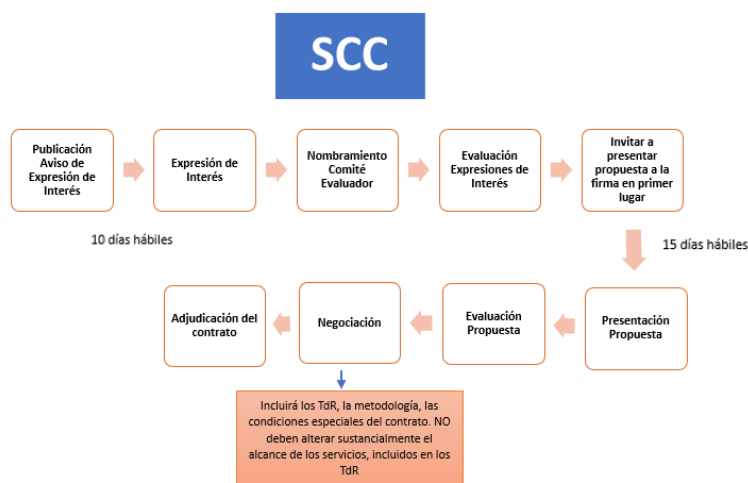 SCC
Publicación
Aviso de
Expresión de
Interés
Expresión de
Interés
Nombramiento
Comité
Evaluador
Evaluación
Expresiones de
Interés
Invitar a
presentar
propuesta a la
firma en primer
lugar
10 días hábiles
15 días hábiles
Presentación
Propuesta
Evaluación
Propuesta
Negociación
Adjudicación del
contrato
Incluirá los TdR, la metodología, las
condiciones especiales del contrato. NO
deben alterar sustancialmente el
alcance de los servicios, incluidos en los
TdR